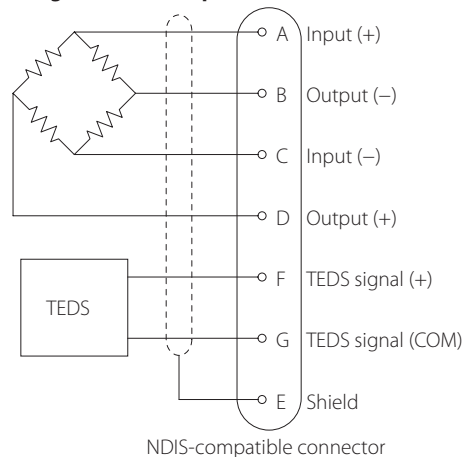 A Input (+)
B Output (−)
C Input (−)
D Output (+)
TEDS
F TEDS signal (+)
G TEDS signal (COM)
E Shield
NDIS-compatible connector